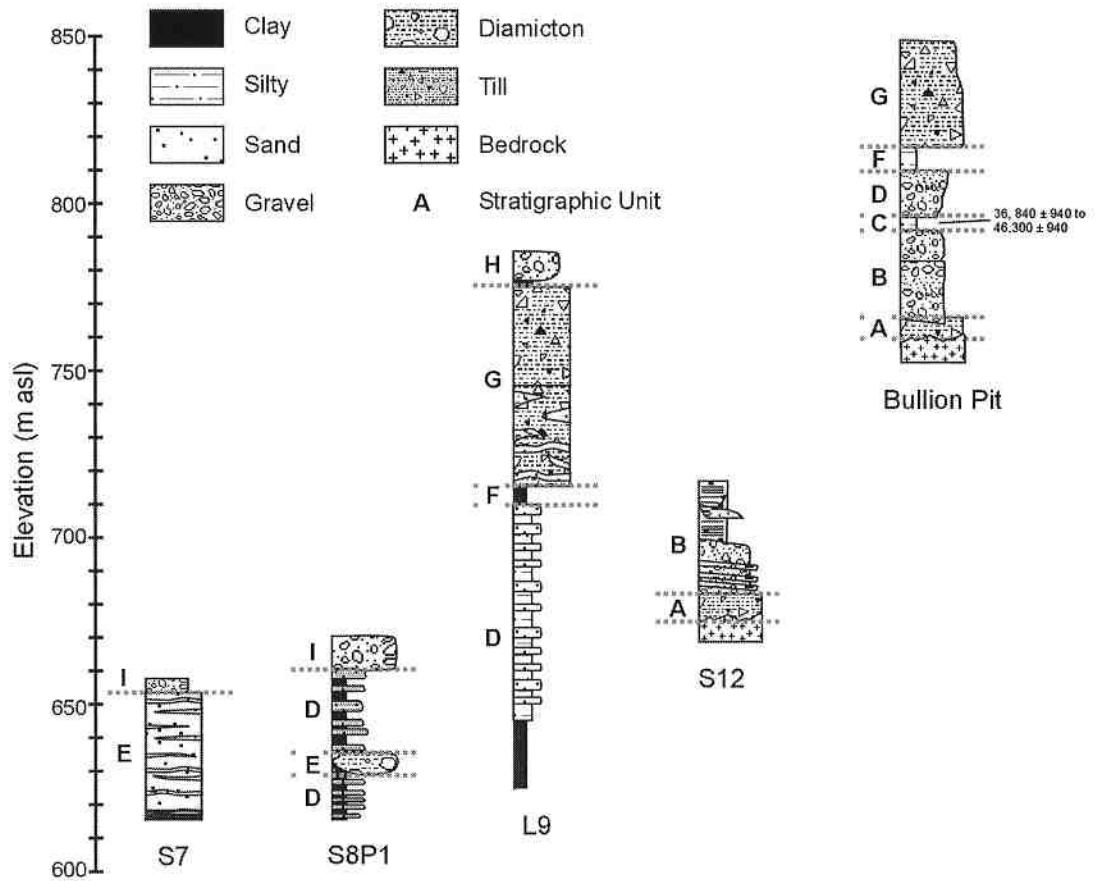 850
800
750
700
650
600
Elevation (m asl)
Clay
Silty
Sand
Gravel
Diamicton
Till
Bedrock
A Stratigraphic Unit
I
E
S7
I
D
E
D
S8P1
H
G
F
D
L9
B
A
S12
G
F
D
C
B
A
36, 840 ± 940 to
46,300 ± 940
Bullion Pit